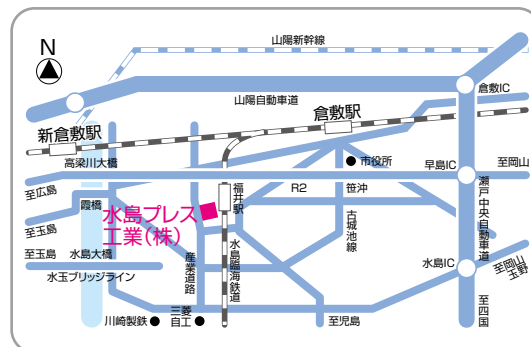 N
山陽新幹線
倉敷IC
山陽自動車道
倉敷駅
新倉敷駅
高梁川大橋
市役所
早島IC
至岡山
至広島
福井駅
R2
笹沖
霞橋
水島プレス
工業(株)
至玉島
古城池線
瀬戸中央自動車道
至玉島
水島大橋
水島臨海鉄道
産業道路
水島IC
至岡山
玉野
水玉ブリッジライン
川崎製鉄
三菱
自工
至児島
至四国